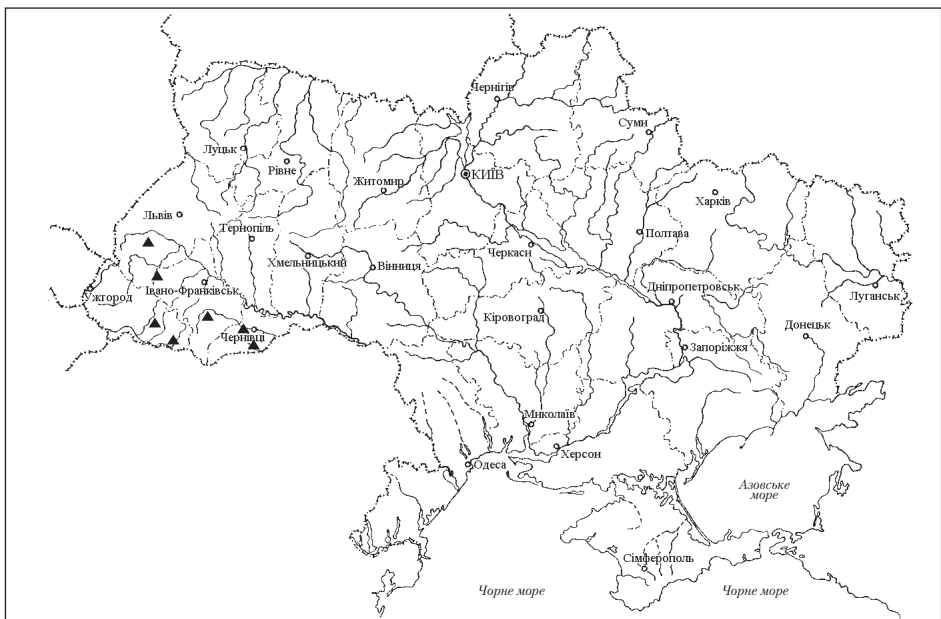 Чернігів
Суми
Луцьк
Рівне
КИЇВ
Житомир
Харків
Львів
Тернопіль
Полтава
Черкаси
Хмельницький
Вінниця
Ужгород
Івано-Франківськ
Дніпропетровськ
Луганськ
Кіровоград
Донецьк
Чернівці
Запоріжжя
Миколаїв
Херсон
Одеса
Азовське
море
Сімферополь
Чорне море
Чорне море